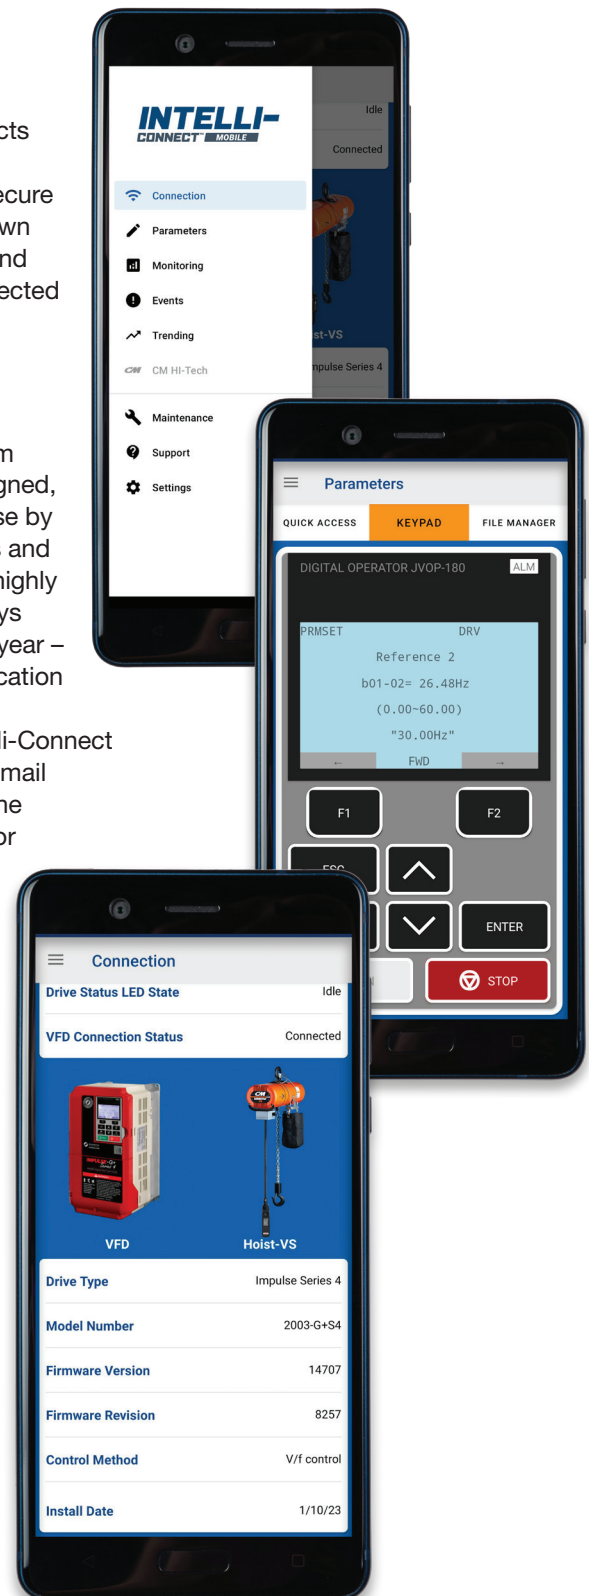 cts
ecure
wn
nd
ected
m
gned,
se by
s and
highly
ys
year –
cation
li-Connect
mail
ne
or
INTELLI-
CONNECT™ MOBILE
Connection
Parameters
Monitoring
Events
Trending
CM CM HI-Tech
Maintenance
Support
Settings
Idle
Connected
ist-VS
mpulse Series 4
Parameters
QUICK ACCESS KEYPAD FILE MANAGER
DIGITAL OPERATOR JVOP-180 ALM
PRMSET DRV
Reference 2
b01-02= 26.48Hz
(0.00~60.00)
"30.00Hz"
← FWD →
F1 F2
ESC
ENTER
N STOP
Connection
Drive Status LED State Idle
VFD Connection Status Connected
CM
VFD Hoist-VS
Drive Type Impulse Series 4
Model Number 2003-G+S4
Firmware Version 14707
Firmware Revision 8257
Control Method V/f control
Install Date 1/10/23